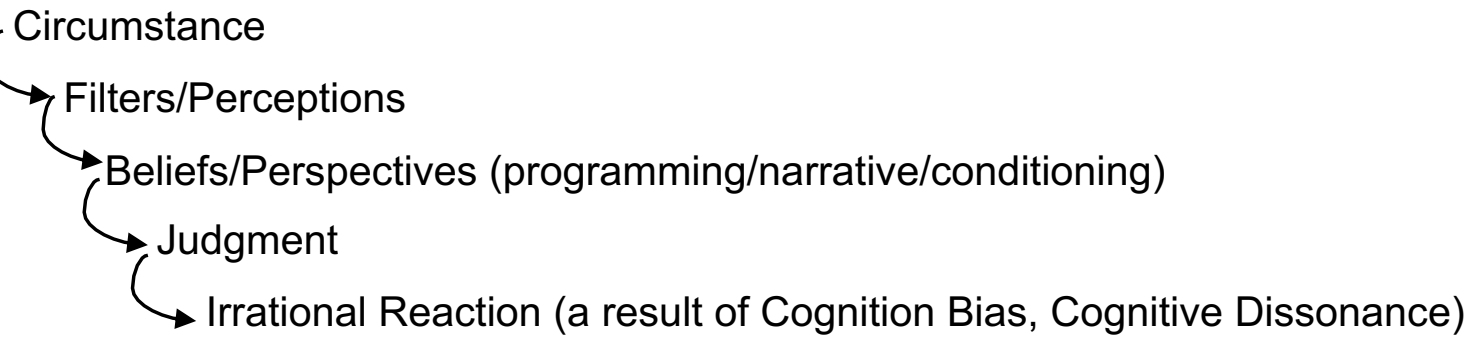 Circumstance
Filters/Perceptions
Beliefs/Perspectives (programming/narrative/conditioning)
Judgment
Irrational Reaction (a result of Cognition Bias, Cognitive Dissonance)